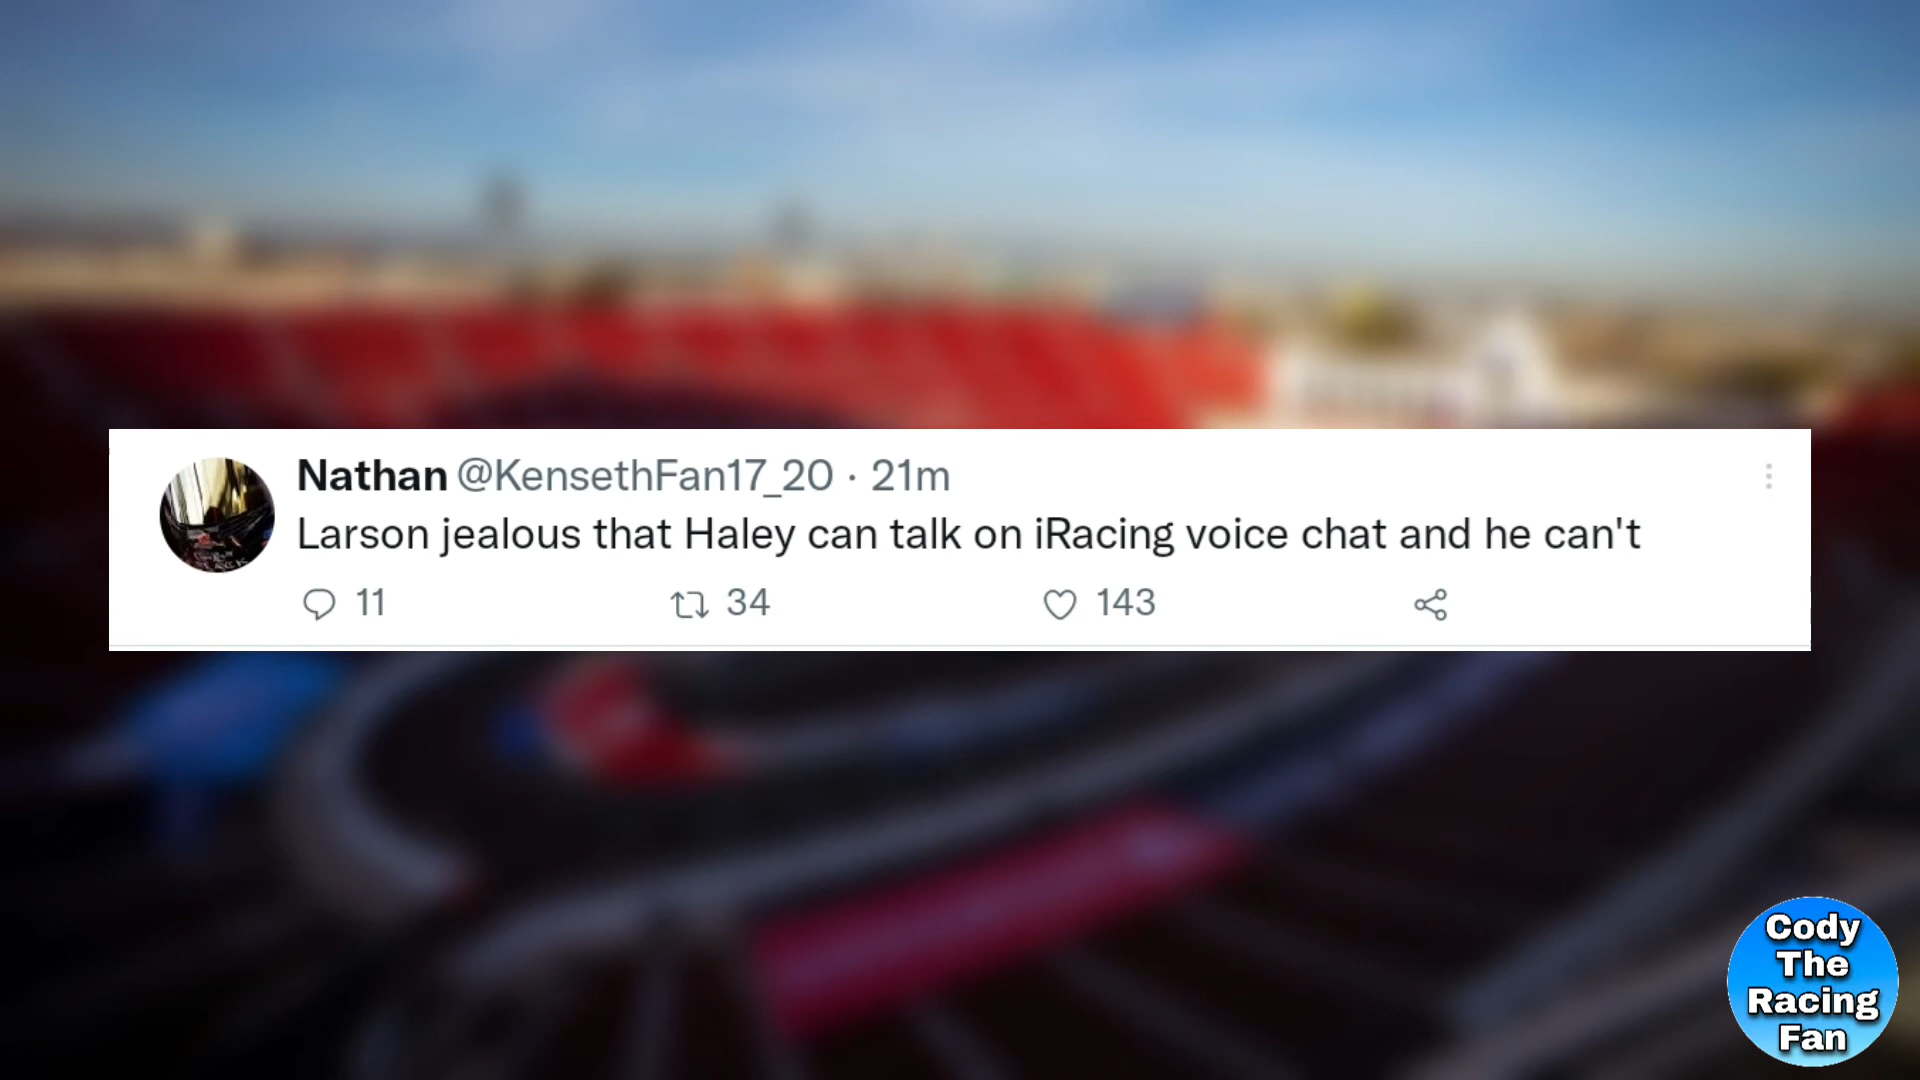 Nathan @KensethFan17_20 · 21m
Larson jealous that Haley can talk on iRacing voice chat and he can't
11 34 143
Cody
The
Racing
Fan